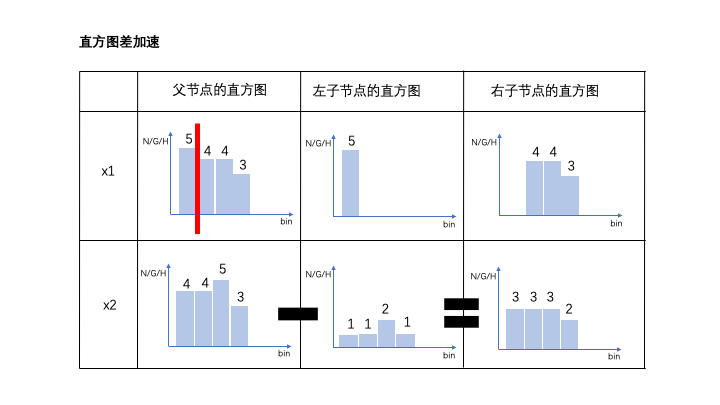 直方图差加速
父节点的直方图 左子节点的直方图 右子节点的直方图
x1
N/G/H 5 4 4 3 bin
N/G/H 5 bin
N/G/H 4 4 3 bin
x2
N/G/H 4 4 5 3 bin
N/G/H 1 1 2 1 bin
N/G/H 3 3 3 2 bin